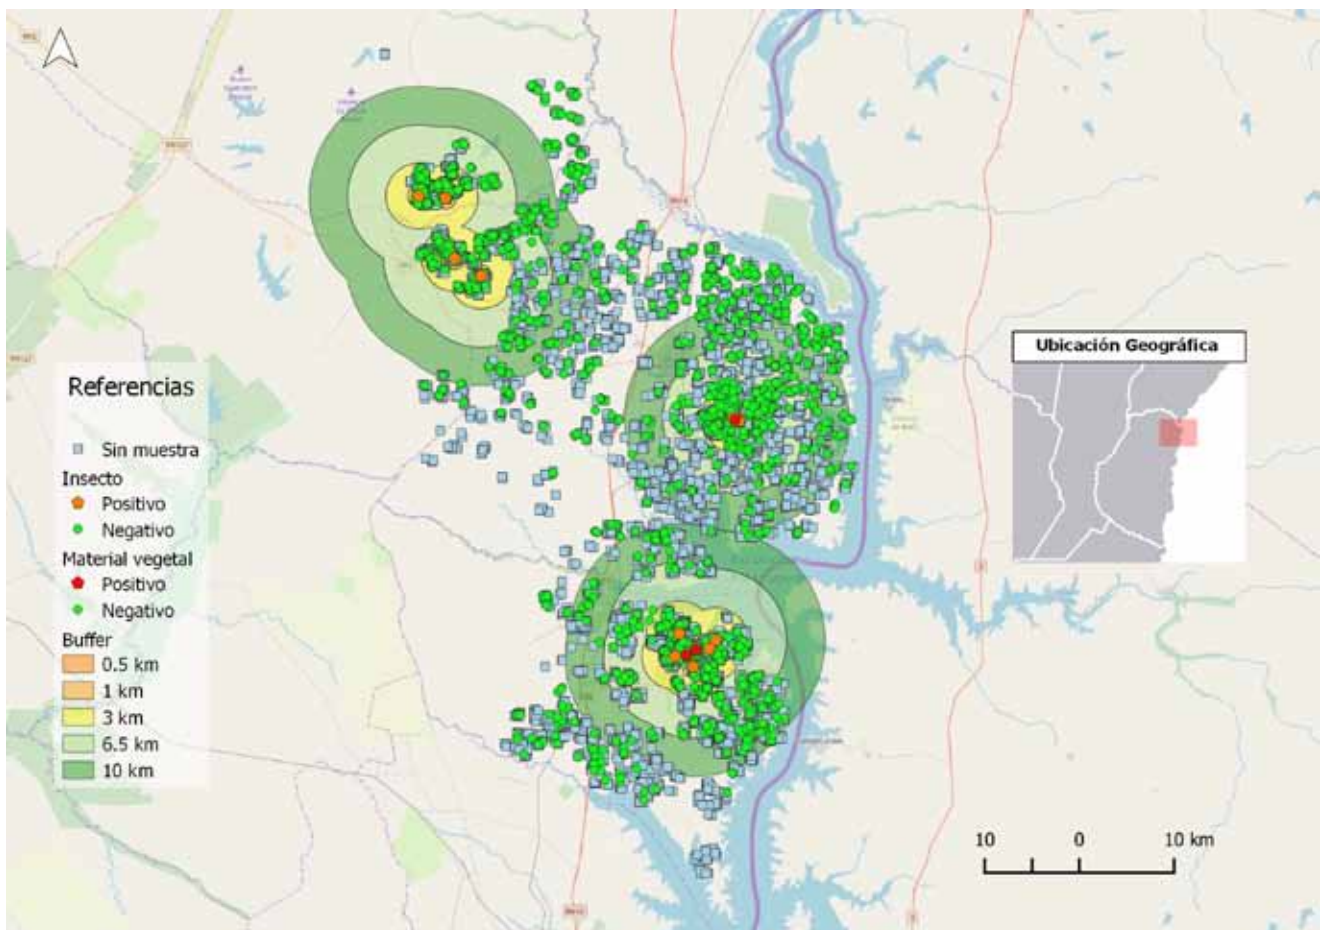 Referencias
Sin muestra
Insecto
Positivo
Negativo
Material vegetal
Positivo
Negativo
Buffer
0.5 km
1 km
3 km
6.5 km
10 km
Ubicación Geográfica
10 0 10 km